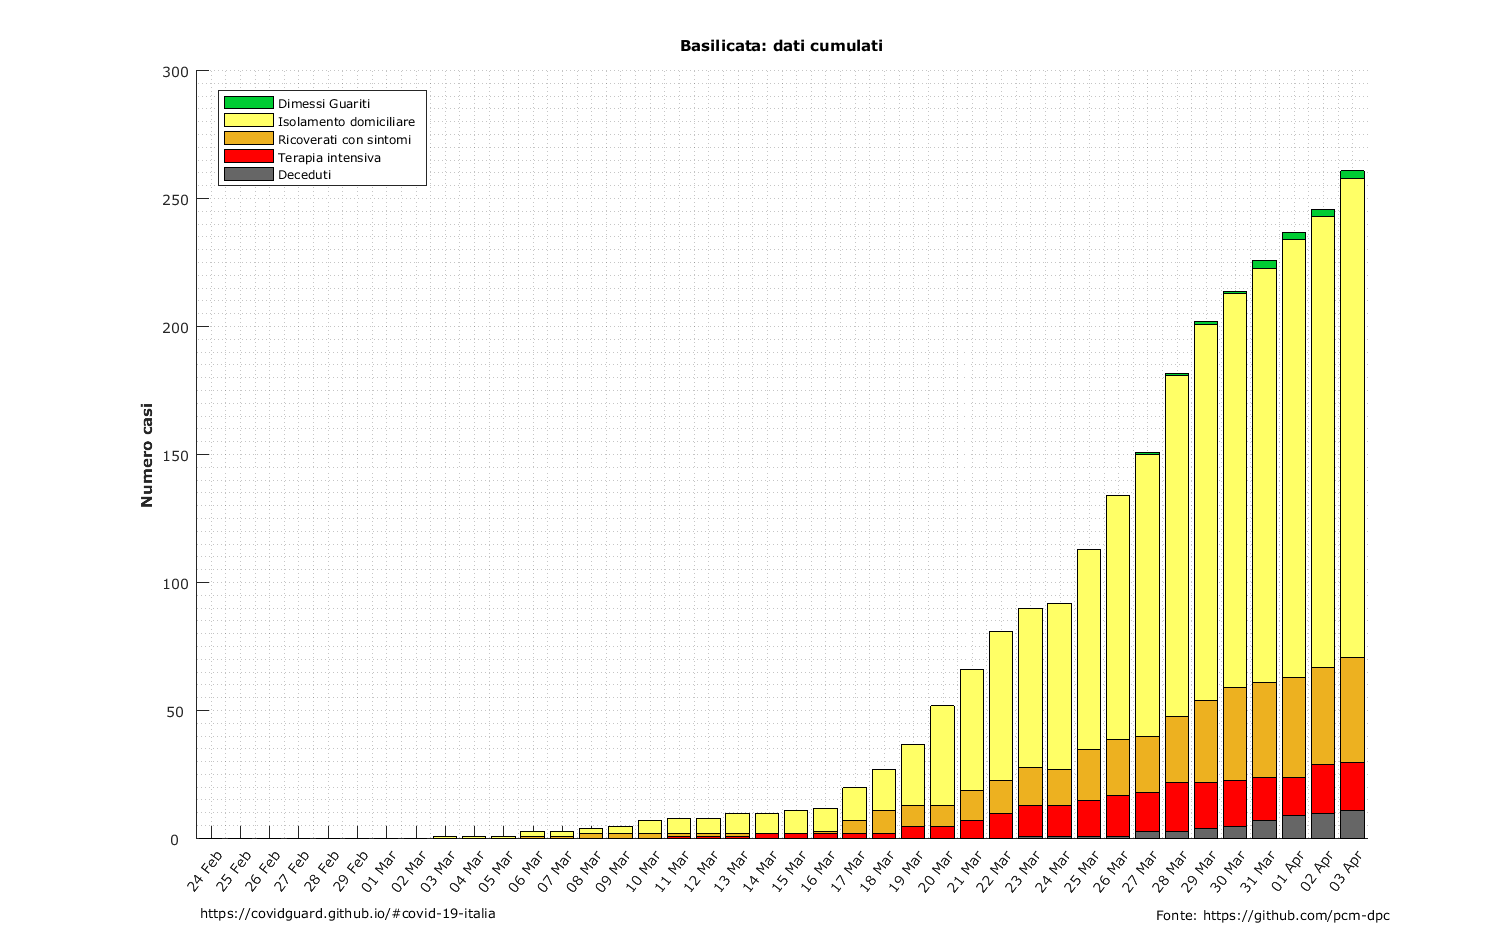 Basilicata: dati cumulati
Dimessi Guariti
Isolamento domiciliare
Ricoverati con sintomi
Terapia intensiva
Deceduti
Numero casi
300
250
200
150
100
50
0
24 Feb
25 Feb
26 Feb
27 Feb
28 Feb
29 Feb
01 Mar
02 Mar
03 Mar
04 Mar
05 Mar
06 Mar
07 Mar
08 Mar
09 Mar
10 Mar
11 Mar
12 Mar
13 Mar
14 Mar
15 Mar
16 Mar
17 Mar
18 Mar
19 Mar
20 Mar
21 Mar
22 Mar
23 Mar
24 Mar
25 Mar
26 Mar
27 Mar
28 Mar
29 Mar
30 Mar
31 Mar
01 Apr
02 Apr
03 Apr
https://covidguard.github.io/#covid-19-italia
Fonte: https://github.com/pcm-dpc